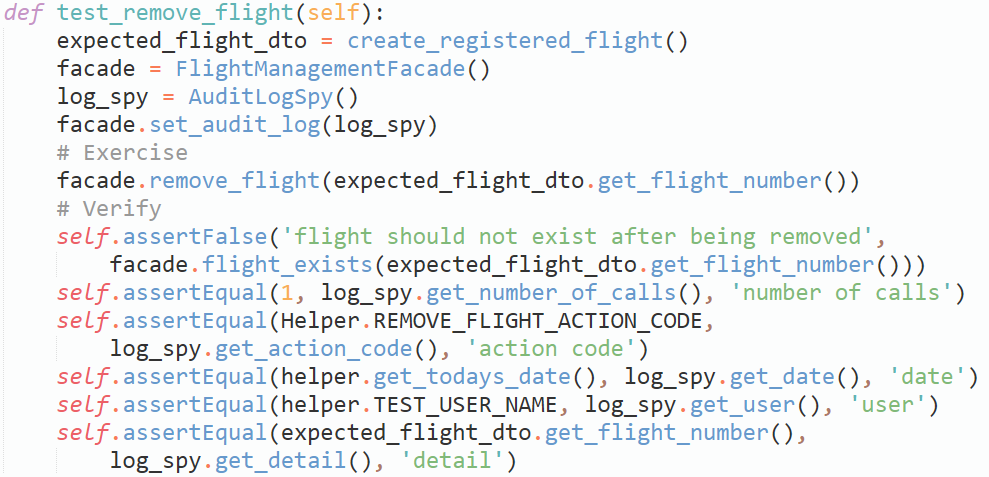 def test_remove_flight(self):
    expected_flight_dto = create_registered_flight()
    facade = FlightManagementFacade()
    log_spy = AuditLogSpy()
    facade.set_audit_log(log_spy)
    # Exercise
    facade.remove_flight(expected_flight_dto.get_flight_number())
    # Verify
    self.assertFalse('flight should not exist after being removed',
        facade.flight_exists(expected_flight_dto.get_flight_number()))
    self.assertEqual(1, log_spy.get_number_of_calls(), 'number of calls')
    self.assertEqual(Helper.REMOVE_FLIGHT_ACTION_CODE,
        log_spy.get_action_code(), 'action code')
    self.assertEqual(helper.get_todays_date(), log_spy.get_date(), 'date')
    self.assertEqual(helper.TEST_USER_NAME, log_spy.get_user(), 'user')
    self.assertEqual(expected_flight_dto.get_flight_number(),
        log_spy.get_detail(), 'detail')